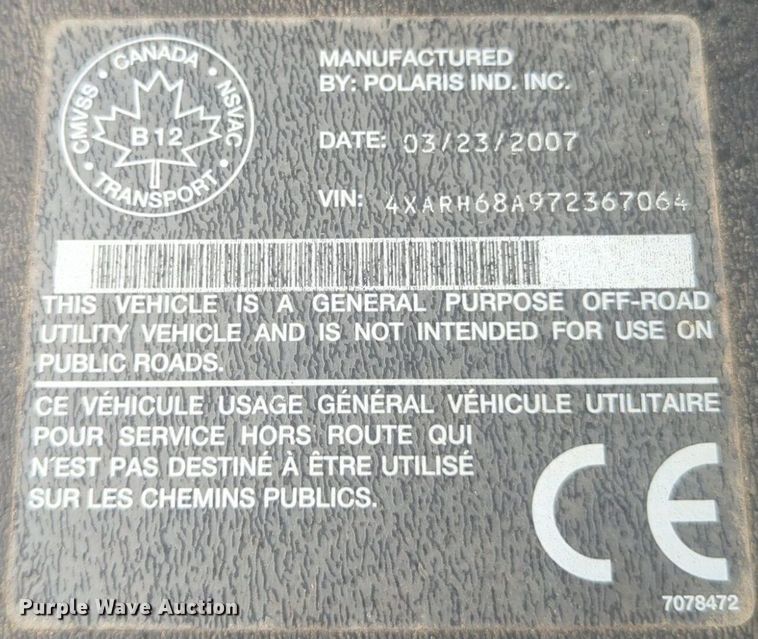 CMVSS • CANADA • NSVAC • TRANSPORT •
B 12
MANUFACTURED
BY: POLARIS IND. INC.
DATE: 03/23/2007
VIN: 4XARH68A972367064
THIS VEHICLE IS A GENERAL PURPOSE OFF-ROAD
UTILITY VEHICLE AND IS NOT INTENDED FOR USE ON
PUBLIC ROADS.
CE VÉHICULE USAGE GÉNÉRAL VÉHICULE UTILITAIRE
POUR SERVICE HORS ROUTE QUI
N'EST PAS DESTINÉ À ÊTRE UTILISÉ
SUR LES CHEMINS PUBLICS.
CE
7078472
Purple Wave Auction